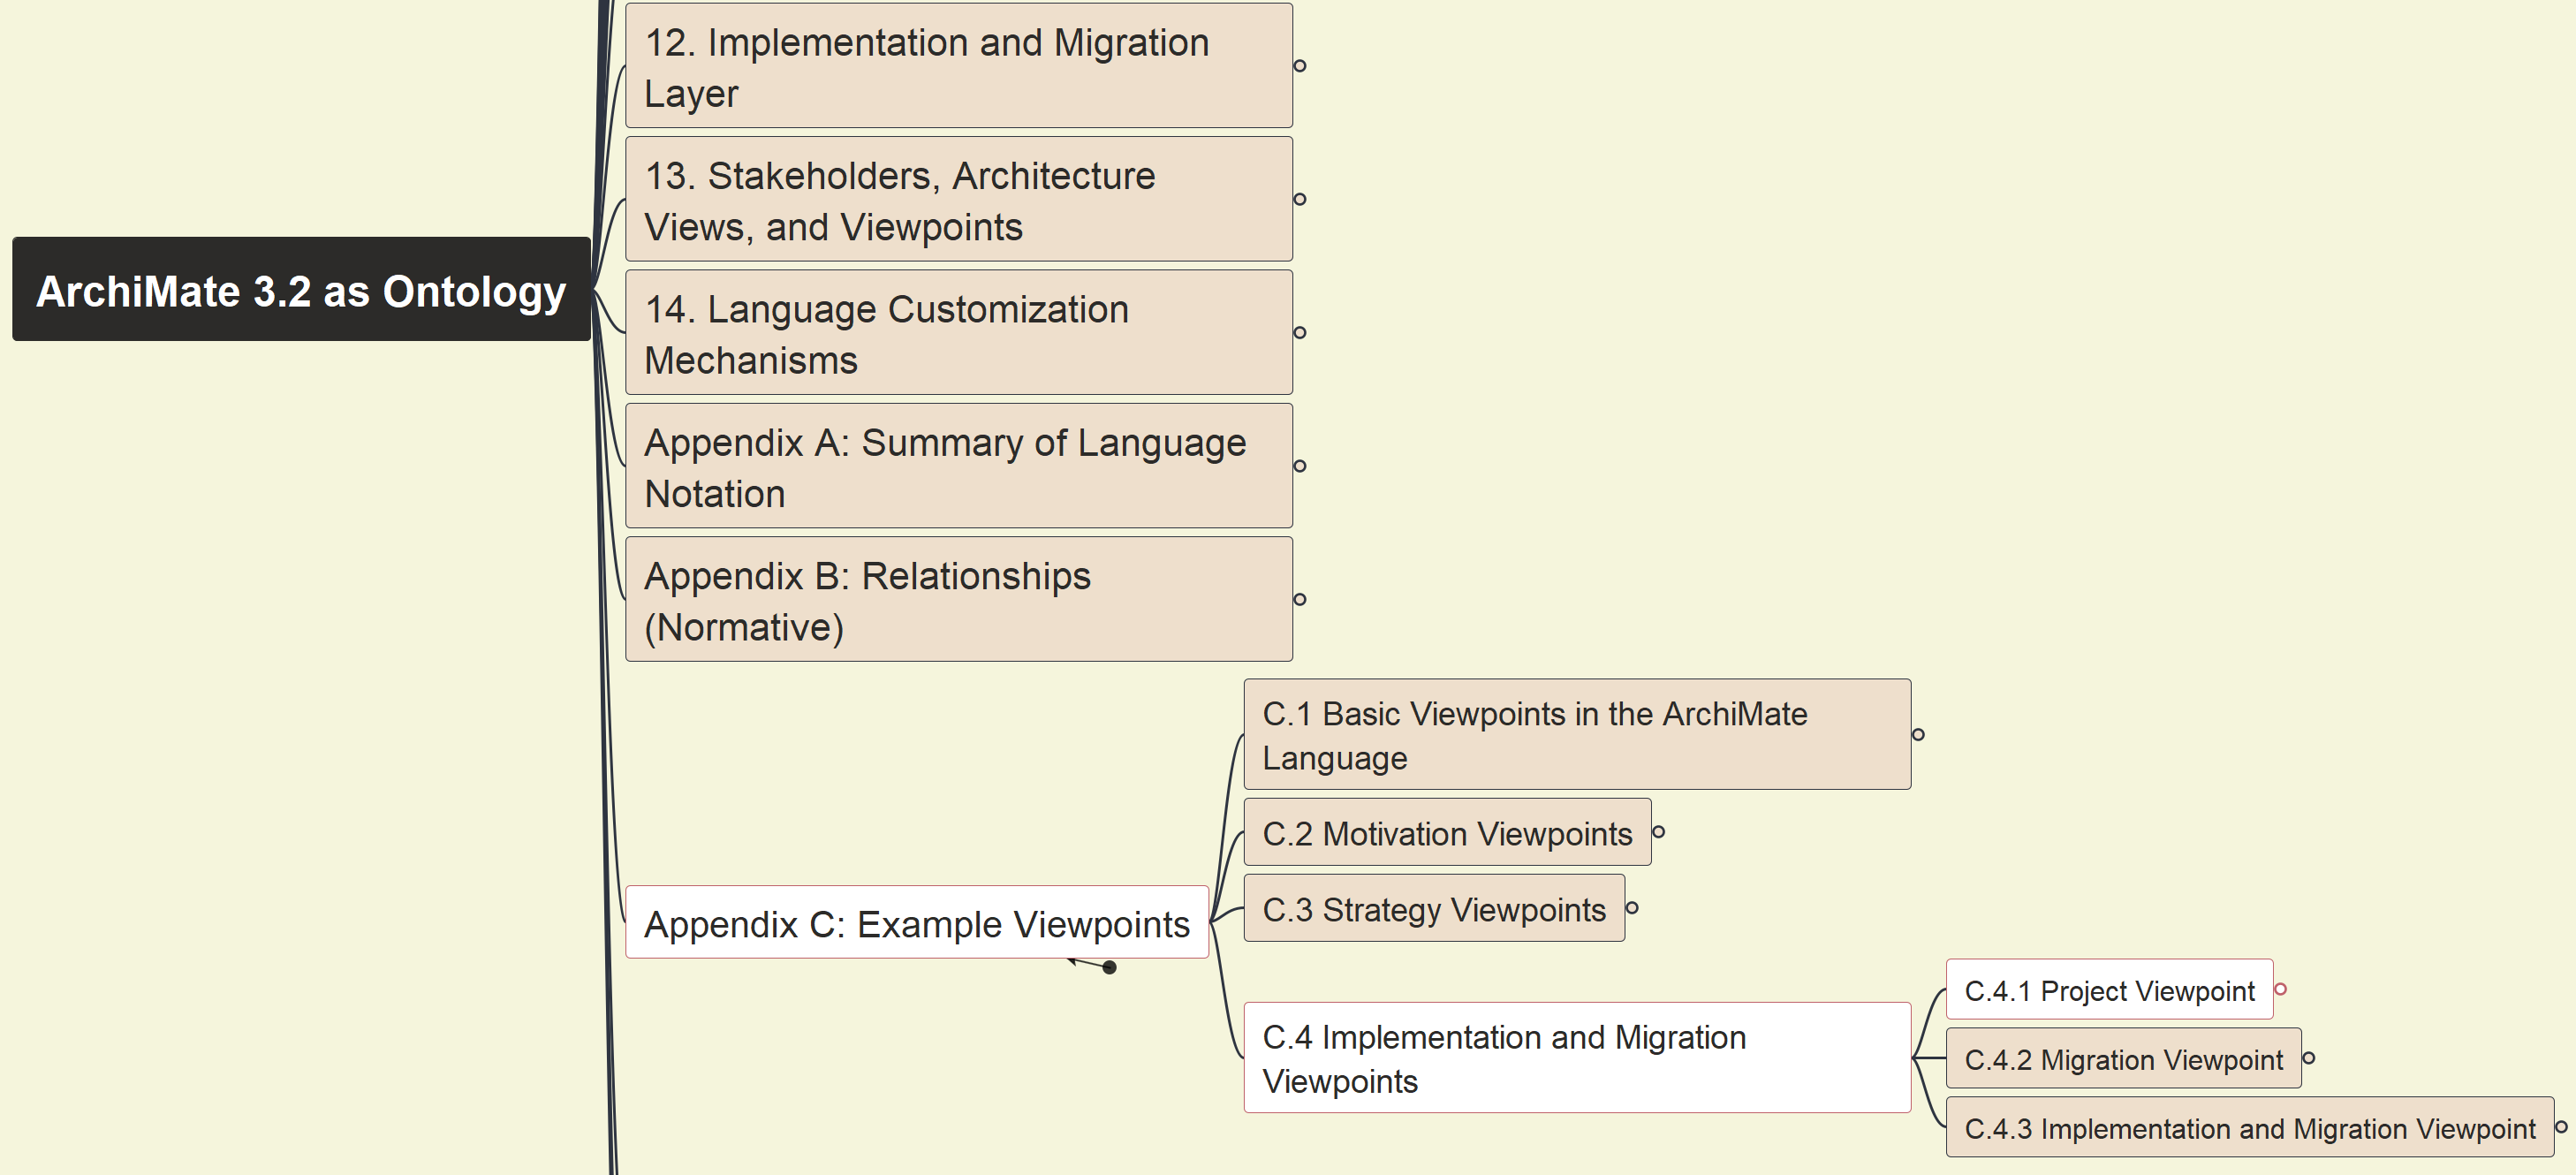 12. Implementation and Migration
Layer
13. Stakeholders, Architecture
Views, and Viewpoints
ArchiMate 3.2 as Ontology
14. Language Customization
Mechanisms
Appendix A: Summary of Language
Notation
Appendix B: Relationships
(Normative)
C.1 Basic Viewpoints in the ArchiMate
Language
C.2 Motivation Viewpoints
C.3 Strategy Viewpoints
Appendix C: Example Viewpoints
C.4 Implementation and Migration
Viewpoints
C.4.1 Project Viewpoint
C.4.2 Migration Viewpoint
C.4.3 Implementation and Migration Viewpoint